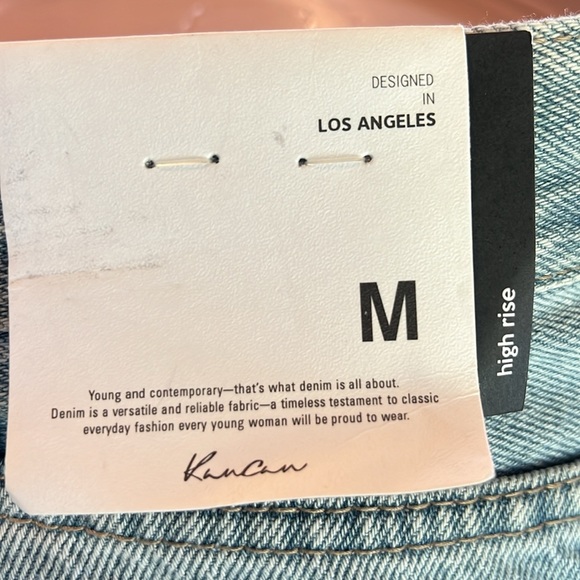 DESIGNED
IN
LOS ANGELES
M
high rise
Young and contemporary—that's what denim is all about.
Denim is a versatile and reliable fabric—a timeless testament to classic
everyday fashion every young woman will be proud to wear.
KanCan